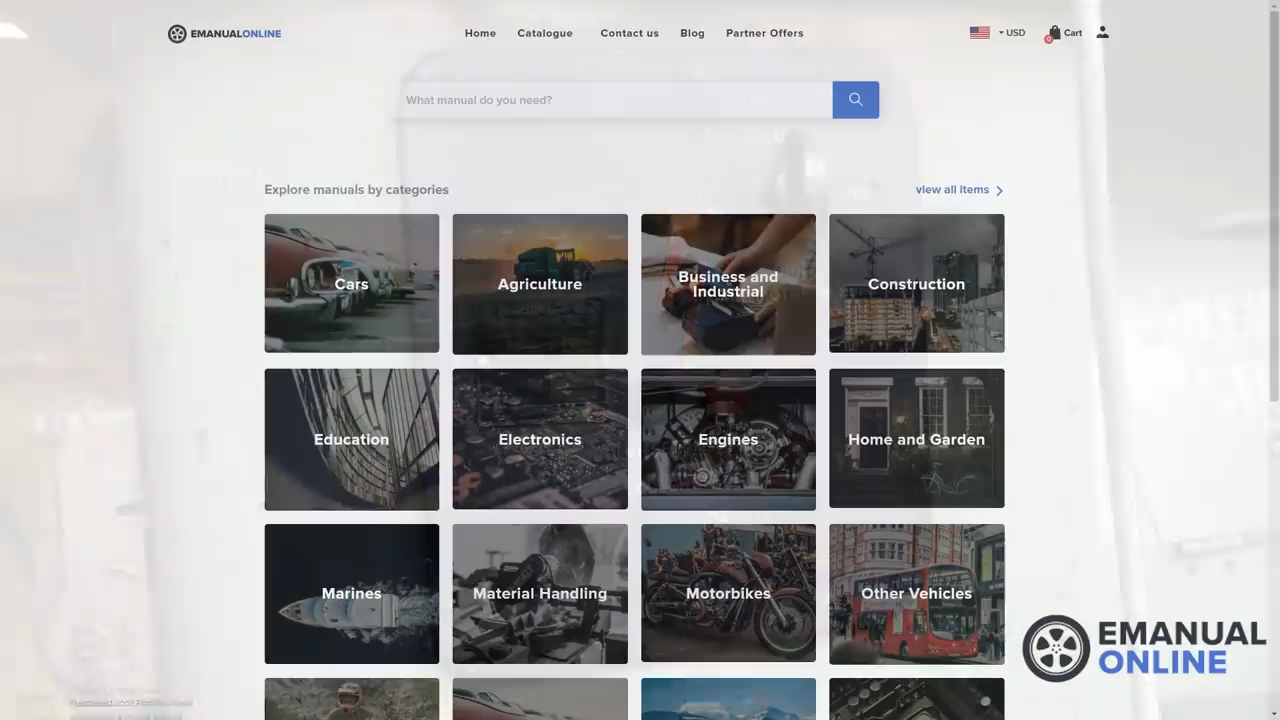 EMANUALONLINE
Home
Catalogue
Contact us
Blog
Partner Offers
USD
0
Cart
What manual do you need?
Explore manuals by categories
view all items
Cars
Agriculture
Business and
Industrial
Construction
Education
Electronics
Engines
Home and Garden
Marines
Material Handling
Motorbikes
Other Vehicles
EMANUAL
ONLINE